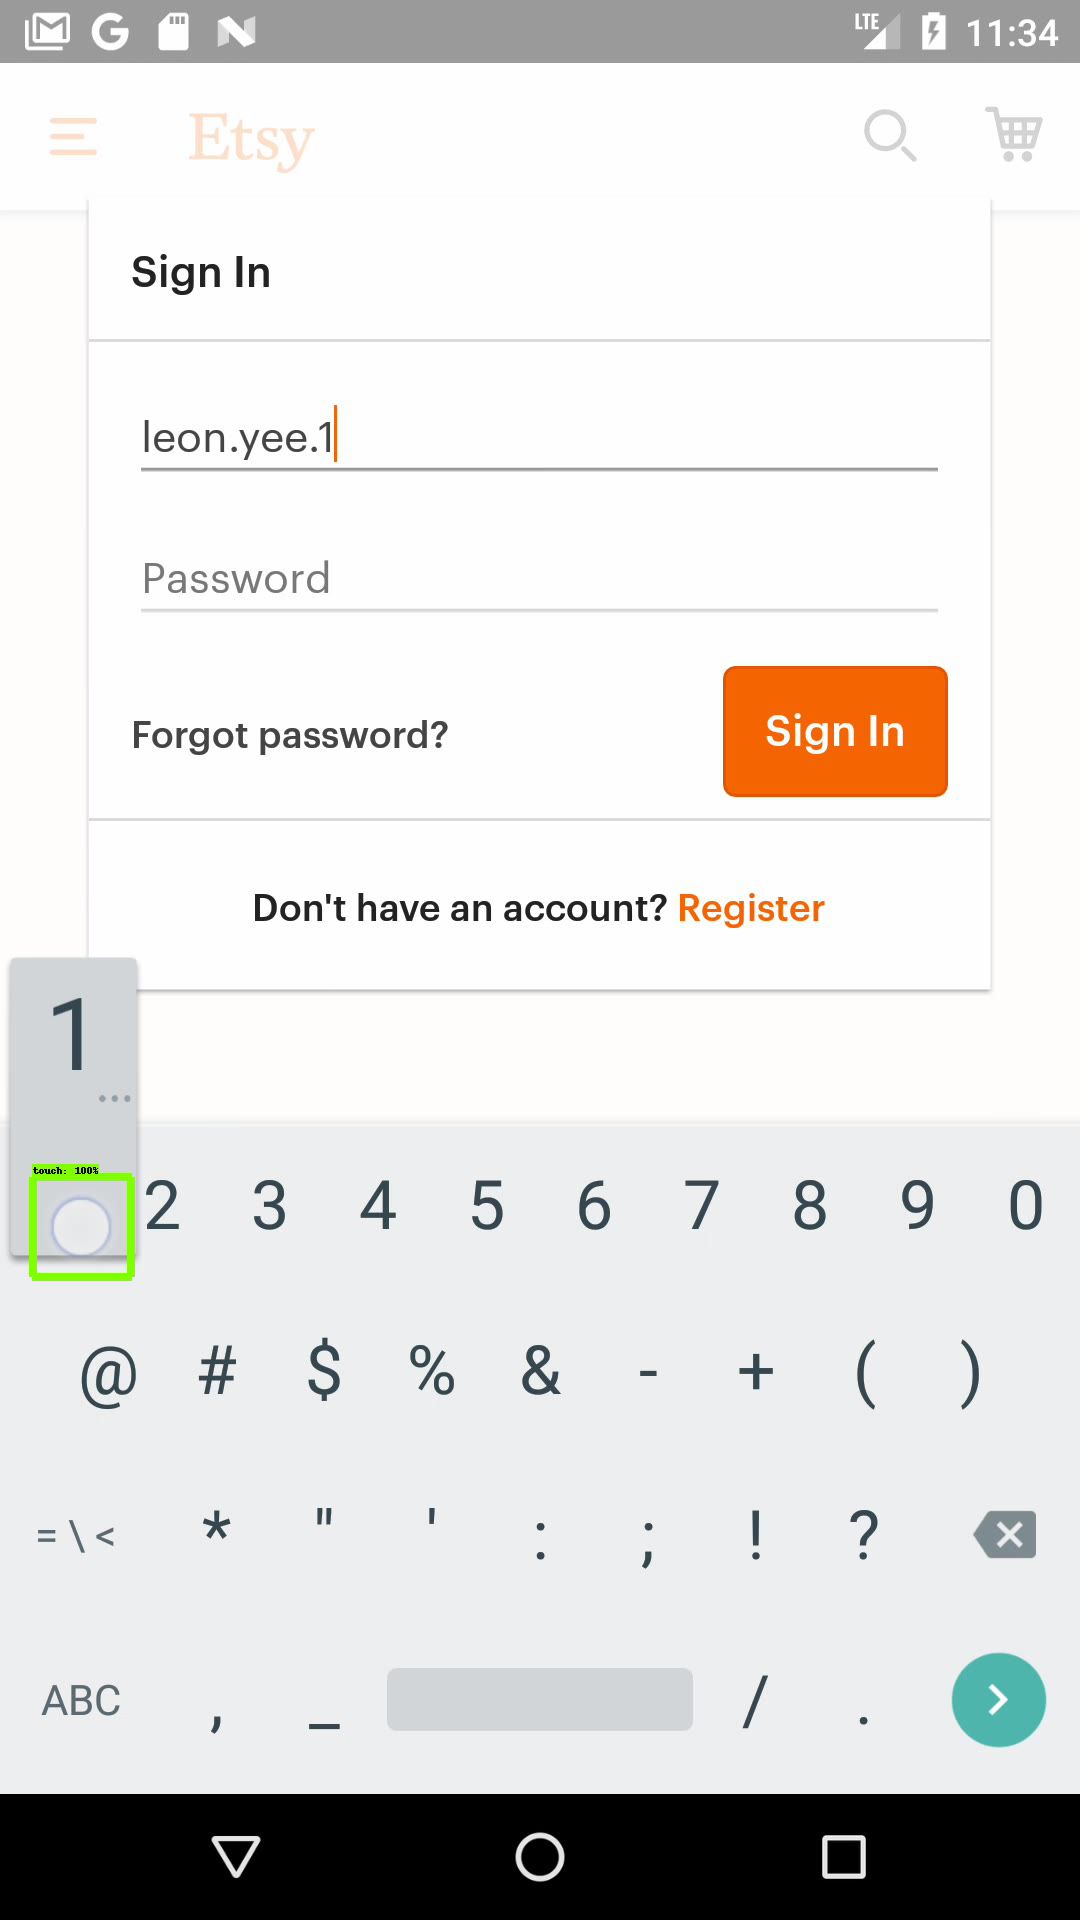 LTE 11:34
Etsy
Sign In
leon.yee.1
Password
Forgot password? Sign In
Don't have an account? Register
1
...
touch: 100%
2 3 4 5 6 7 8 9 0
@ # $ % & - + ( )
= \ < * " ' : ; ! ?
ABC , _ / .